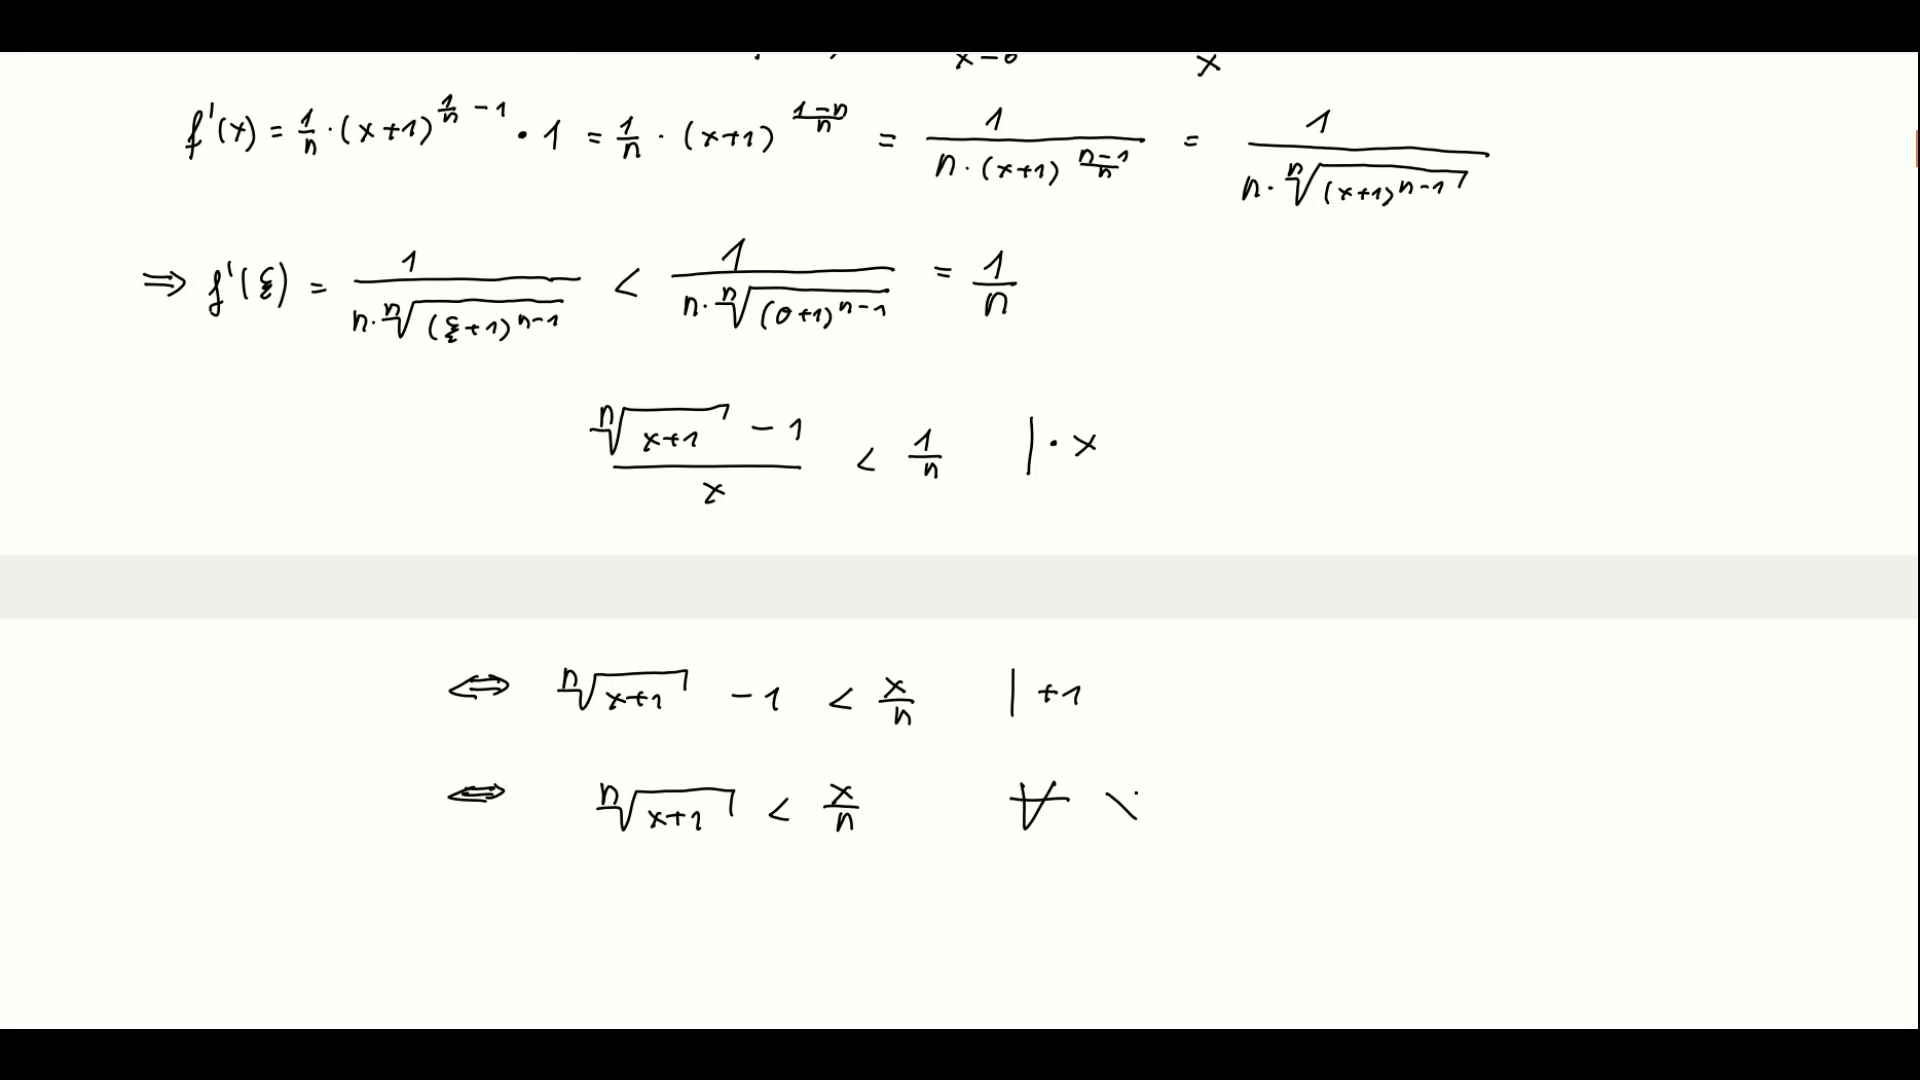 x-0 x
f'(x) = 1/n · (x+1)^(1/n - 1) · 1 = 1/n · (x+1)^((1-n)/n) = 1/(n · (x+1)^((n-1)/n)) = 1/(n · ⁿ√((x+1)^(n-1)))
⇒ f'(ξ) = 1/(n · ⁿ√((ξ+1)^(n-1))) < 1/(n · ⁿ√((0+1)^(n-1))) = 1/n
(ⁿ√(x+1) - 1)/x < 1/n | · x
⇔ ⁿ√(x+1) - 1 < x/n | +1
⇔ ⁿ√(x+1) < x/n ∀